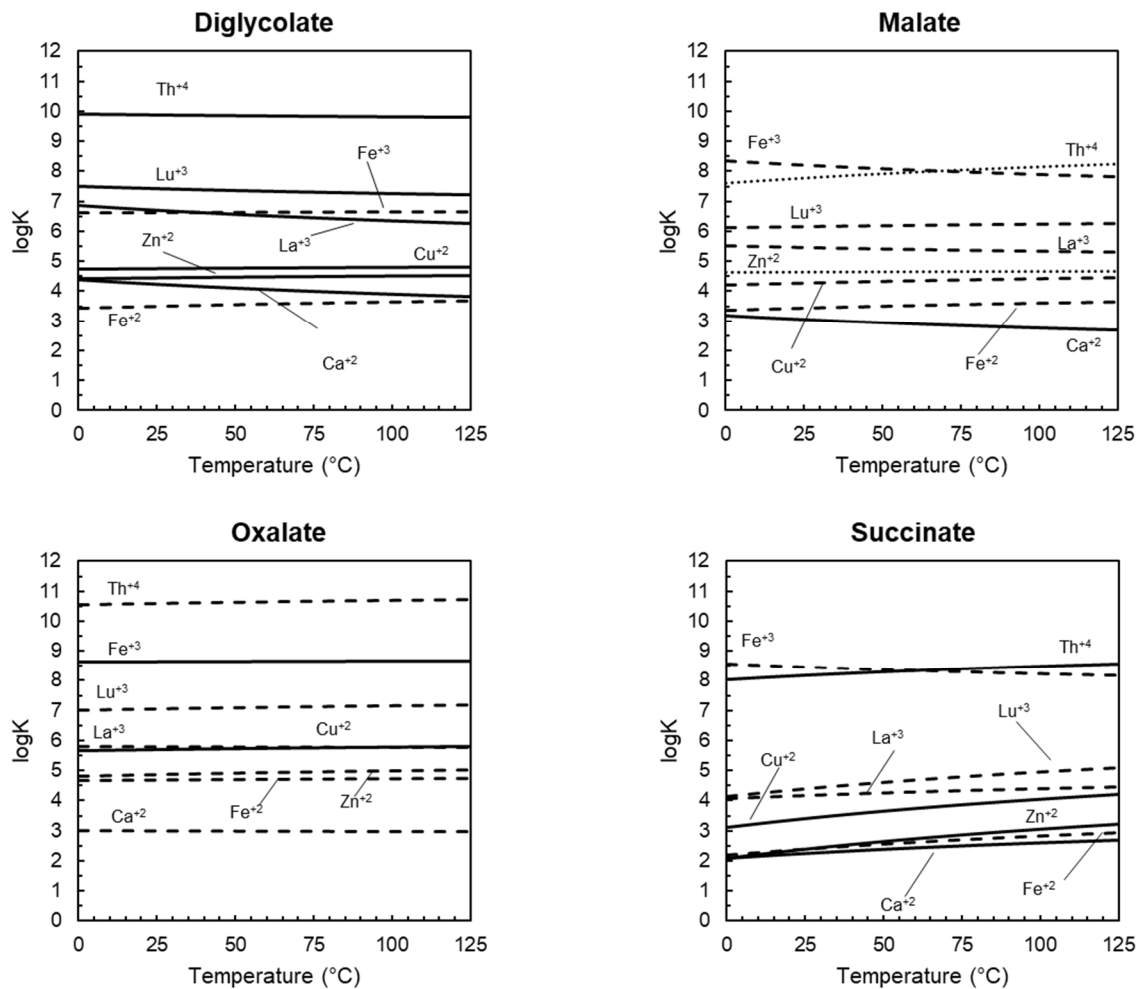 Diglycolate
12
11
10
9
8
7
6
5
4
3
2
1
0
logK
Th+4
Fe+3
Lu+3
La+3
Zn+2
Cu+2
Fe+2
Ca+2
0 25 50 75 100 125
Temperature (°C)
Malate
12
11
10
9
8
7
6
5
4
3
2
1
0
logK
Fe+3
Th+4
Lu+3
La+3
Zn+2
Cu+2
Fe+2
Ca+2
0 25 50 75 100 125
Temperature (°C)
Oxalate
12
11
10
9
8
7
6
5
4
3
2
1
0
logK
Th+4
Fe+3
Lu+3
La+3
Cu+2
Fe+2
Zn+2
Ca+2
0 25 50 75 100 125
Temperature (°C)
Succinate
12
11
10
9
8
7
6
5
4
3
2
1
0
logK
Fe+3
Th+4
Lu+3
La+3
Cu+2
Zn+2
Fe+2
Ca+2
0 25 50 75 100 125
Temperature (°C)